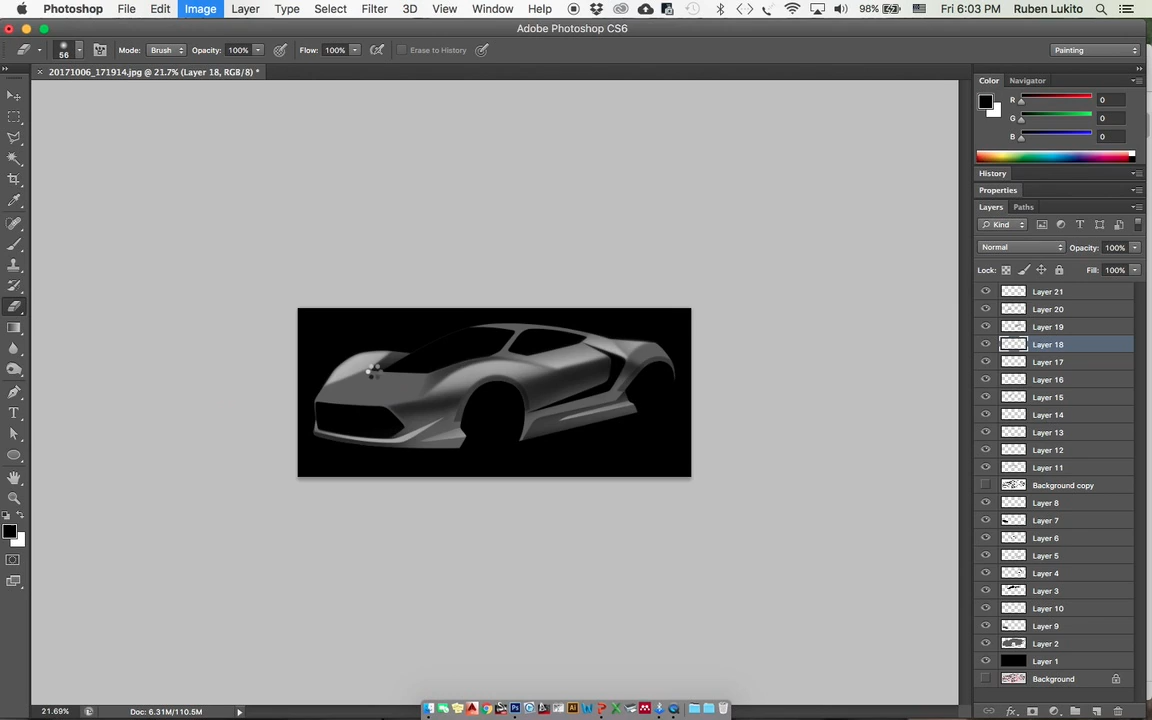 Photoshop File Edit Image Layer Type Select Filter 3D View Window Help 98% Fri 6:03 PM Ruben Lukito
Adobe Photoshop CS6
56 Mode: Brush Opacity: 100% Flow: 100% Erase to History Painting
× 20171006_171914.jpg @ 21.7% (Layer 18, RGB/8) *
Color Navigator
R 0
G 0
B 0
History
Properties
Layers Paths
Kind
Normal Opacity: 100%
Lock: Fill: 100%
Layer 21
Layer 20
Layer 19
Layer 18
Layer 17
Layer 16
Layer 15
Layer 14
Layer 13
Layer 12
Layer 11
Background copy
Layer 8
Layer 7
Layer 6
Layer 5
Layer 4
Layer 3
Layer 10
Layer 9
Layer 2
Layer 1
Background
21.69% Doc: 6.31M/110.5M